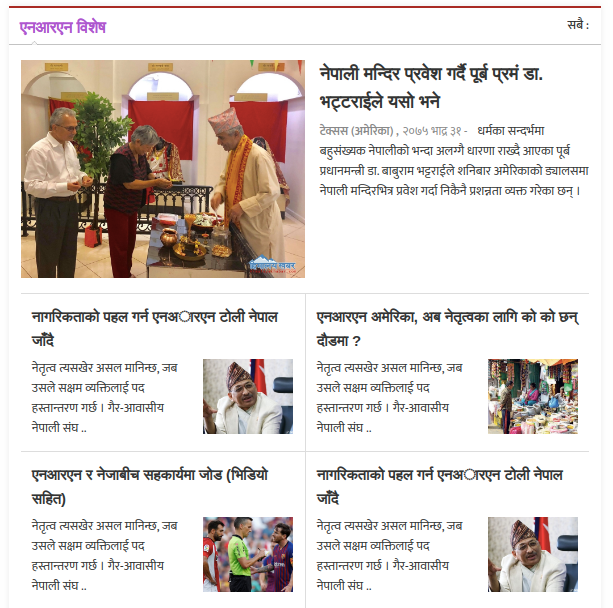 एनआरएन विशेष
सबै :
नेपाली मन्दिर प्रवेश गर्दै पूर्ब प्रमं डा.
भट्टराईले यसो भने
टेक्सस (अमेरिका) , २०७५ भाद्र ३१ - धर्मका सन्दर्भमा
बहुसंख्यक नेपालीको भन्दा अलग्गै धारणा राख्दै आएका पूर्ब
प्रधानमन्त्री डा. बाबुराम भट्टराईले शनिबार अमेरिकाको ड्यालसमा
नेपाली मन्दिरभित्र प्रवेश गर्दा निकैनै प्रशन्नता व्यक्त गरेका छन् ।
नागरिकताको पहल गर्न एनअारएन टोली नेपाल
जाँदै
नेतृत्व त्यसखेर असल मानिन्छ, जब
उसले सक्षम व्यक्तिलाई पद
हस्तान्तरण गर्छ । गैर-आवासीय
नेपाली संघ ..
एनआरएन अमेरिका, अब नेतृत्वका लागि को को छन्
दौडमा ?
नेतृत्व त्यसखेर असल मानिन्छ, जब
उसले सक्षम व्यक्तिलाई पद
हस्तान्तरण गर्छ । गैर-आवासीय
नेपाली संघ ..
एनआरएन र नेजाबीच सहकार्यमा जोड (भिडियो
सहित)
नेतृत्व त्यसखेर असल मानिन्छ, जब
उसले सक्षम व्यक्तिलाई पद
हस्तान्तरण गर्छ । गैर-आवासीय
नेपाली संघ ..
नागरिकताको पहल गर्न एनअारएन टोली नेपाल
जाँदै
नेतृत्व त्यसखेर असल मानिन्छ, जब
उसले सक्षम व्यक्तिलाई पद
हस्तान्तरण गर्छ । गैर-आवासीय
नेपाली संघ ..